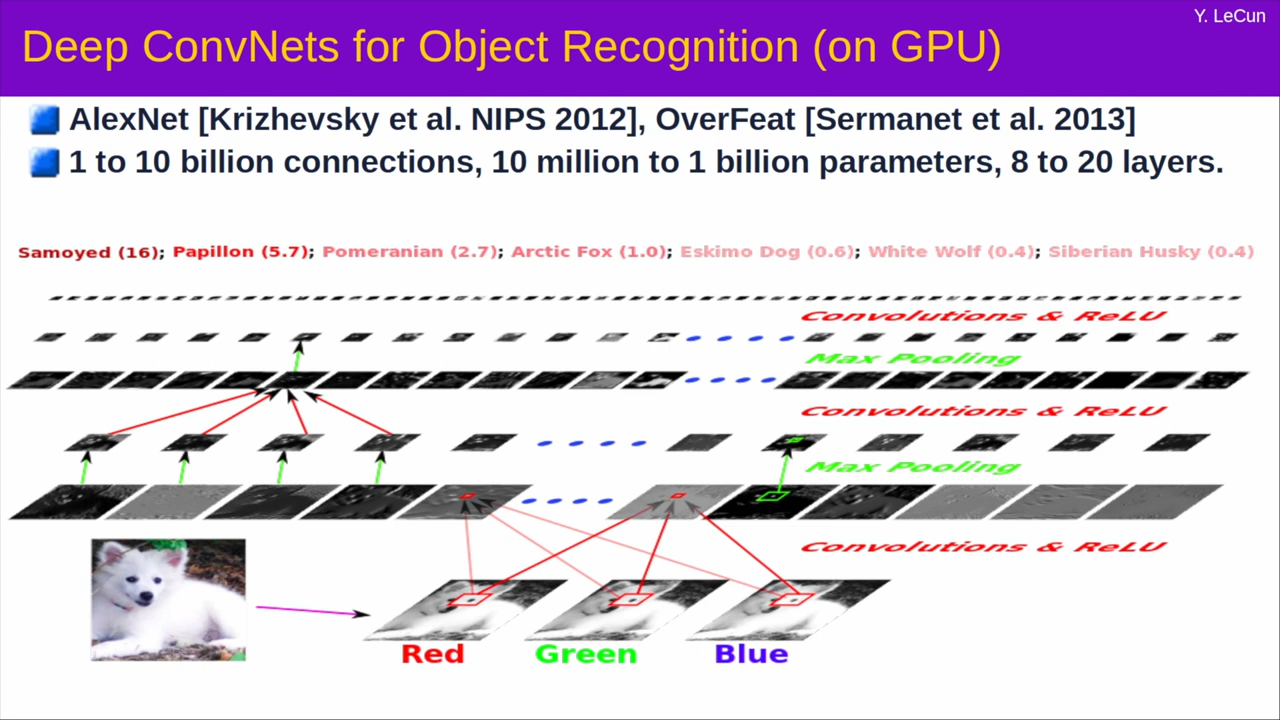 Y. LeCun
Deep ConvNets for Object Recognition (on GPU)
AlexNet [Krizhevsky et al. NIPS 2012], OverFeat [Sermanet et al. 2013]
1 to 10 billion connections, 10 million to 1 billion parameters, 8 to 20 layers.
Samoyed (16); Papillon (5.7); Pomeranian (2.7); Arctic Fox (1.0); Eskimo Dog (0.6); White Wolf (0.4); Siberian Husky (0.4)
Convolutions & ReLU
Max Pooling
Convolutions & ReLU
Max Pooling
Convolutions & ReLU
Red Green Blue